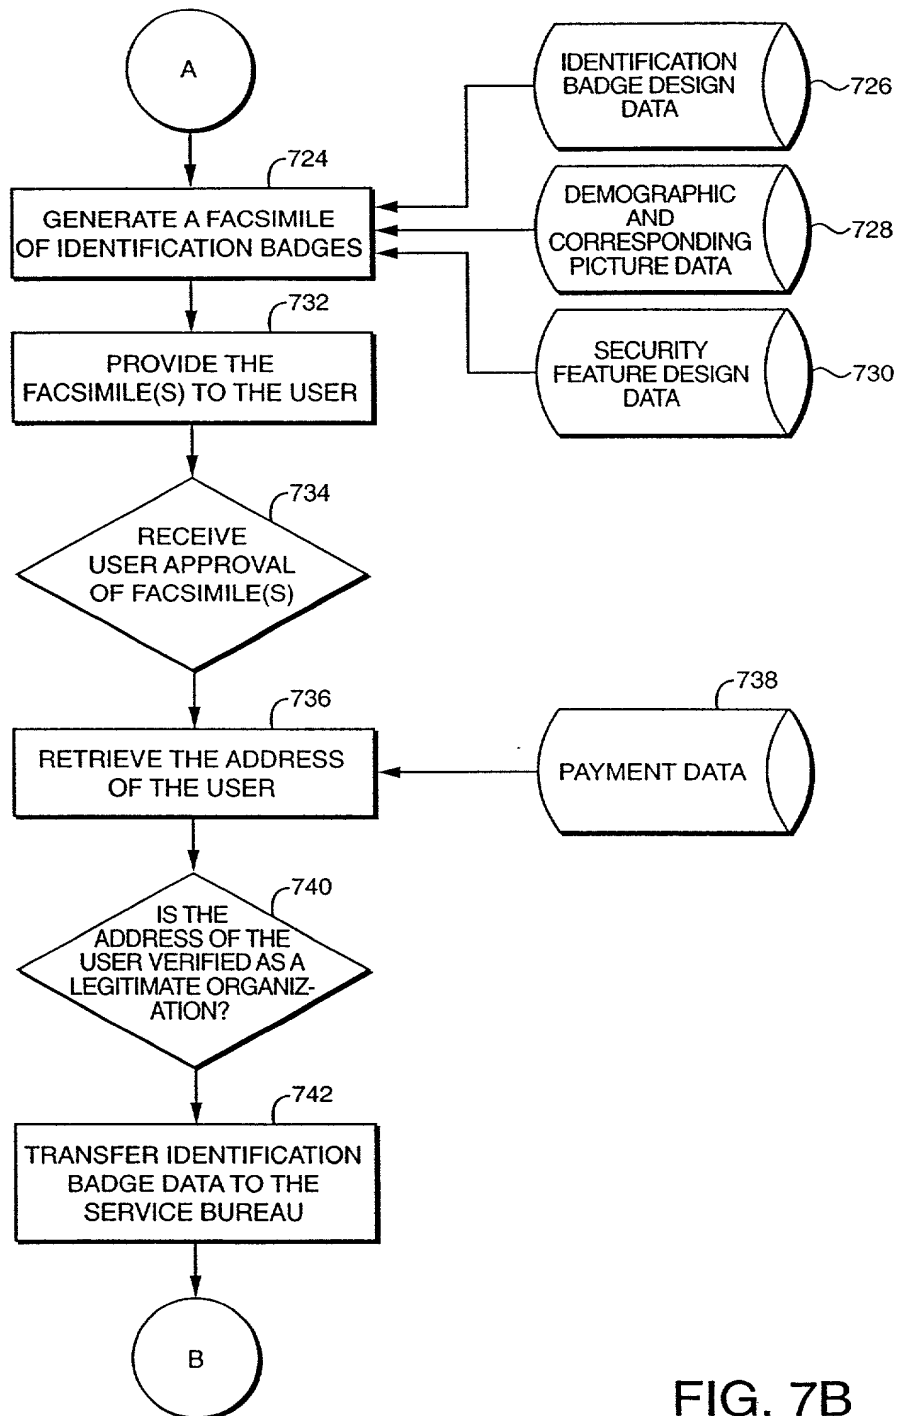 A
IDENTIFICATION
BADGE DESIGN
DATA
726
724
GENERATE A FACSIMILE
OF IDENTIFICATION BADGES
DEMOGRAPHIC
AND
CORRESPONDING
PICTURE DATA
728
732
PROVIDE THE
FACSIMILE(S) TO THE USER
SECURITY
FEATURE DESIGN
DATA
730
734
RECEIVE
USER APPROVAL
OF FACSIMILE(S)
736
RETRIEVE THE ADDRESS
OF THE USER
738
PAYMENT DATA
740
IS THE
ADDRESS OF THE
USER VERIFIED AS A
LEGITIMATE ORGANIZ-
ATION?
742
TRANSFER IDENTIFICATION
BADGE DATA TO THE
SERVICE BUREAU
B
FIG. 7B